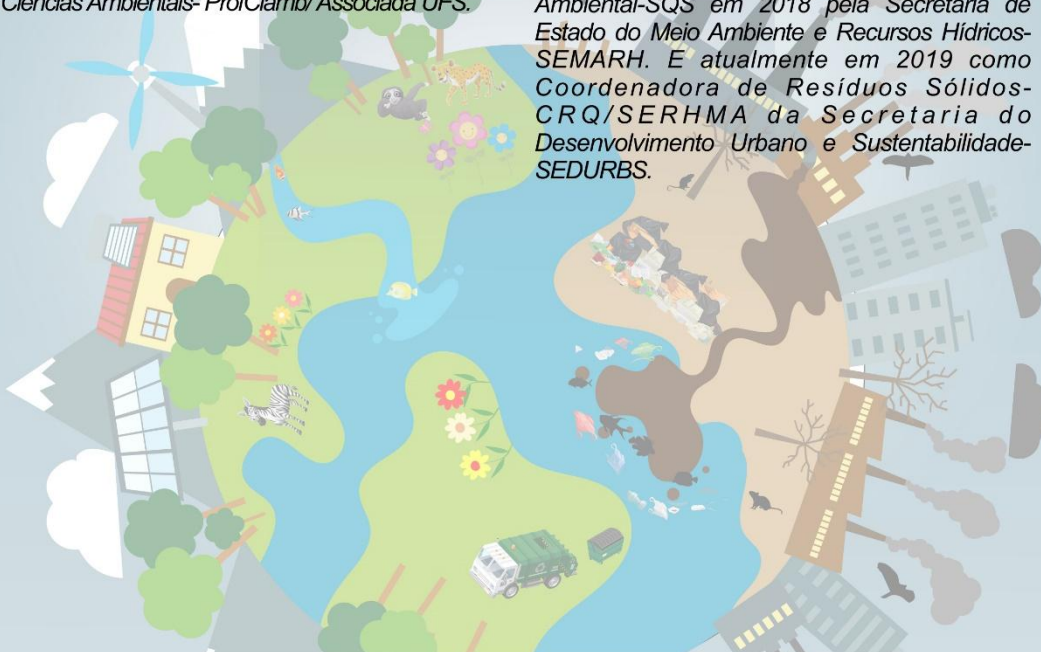 Ciências Ambientais- ProfCiamb/ Associada UFS.
Ambiental-SQS em 2018 pela Secretaria de
Estado do Meio Ambiente e Recursos Hídricos-
SEMARH. E atualmente em 2019 como
Coordenadora de Resíduos Sólidos-
CRQ/SERHMA da Secretaria do
Desenvolvimento Urbano e Sustentabilidade-
SEDURBS.